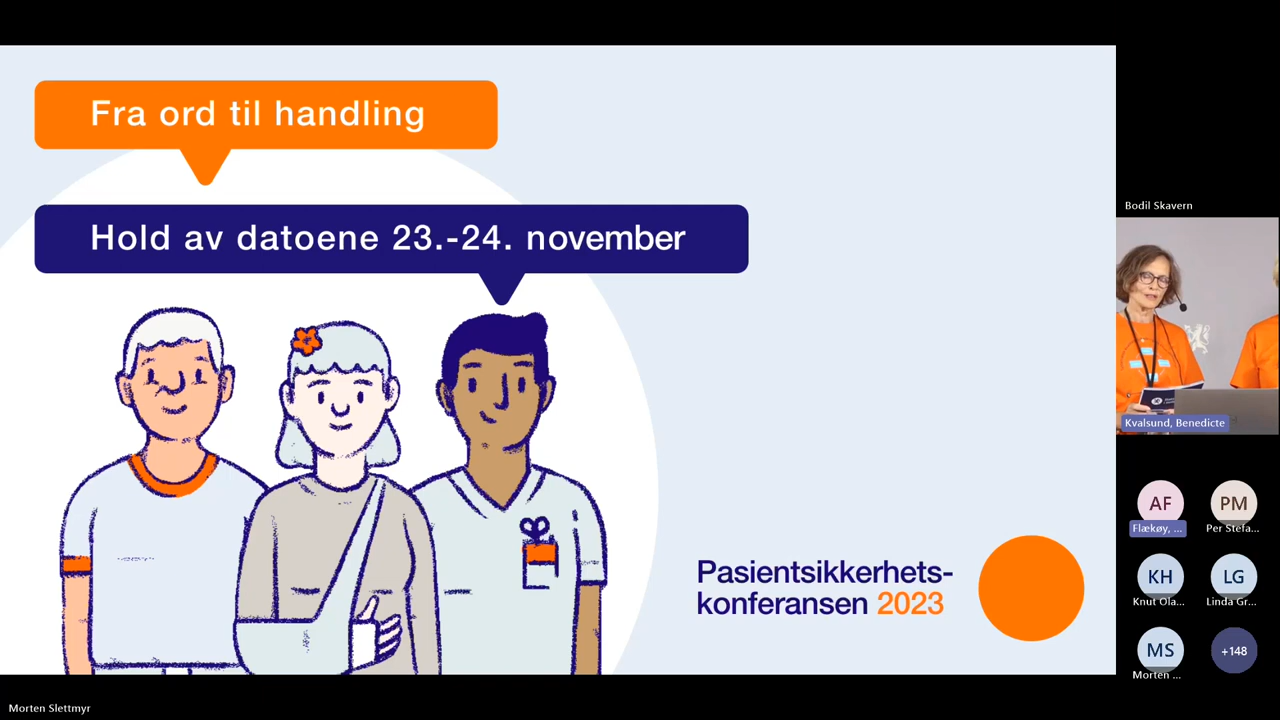 Fra ord til handling
Hold av datoene 23.-24. november
Pasientsikkerhets-
konferansen 2023
Bodil Skavern
Kvalsund, Benedicte
AF
Flækøy, ...
PM
Per Stefa...
KH
Knut Ola...
LG
Linda Gr...
MS
Morten ...
+148
Morten Slettmyr